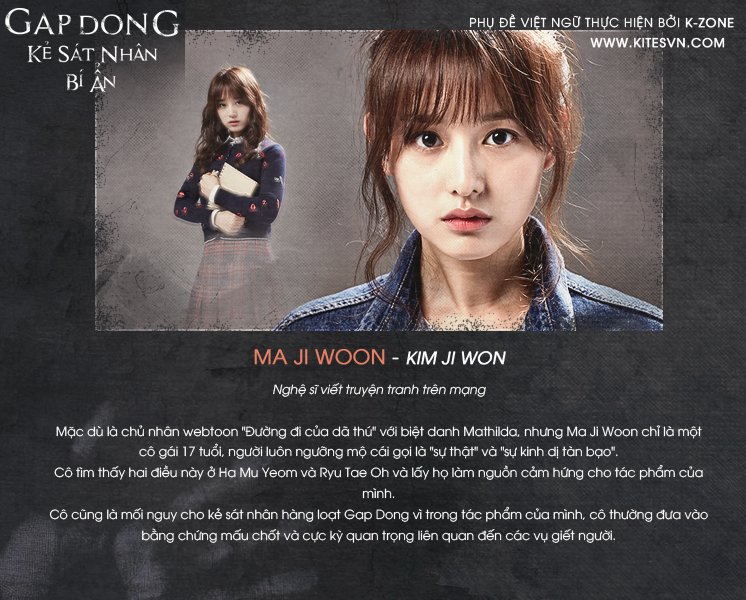 GAP DONG
KẺ SÁT NHÂN
BÍ ẨN
PHỤ ĐỀ VIỆT NGỮ THỰC HIỆN BỞI K-ZONE
WWW.KITESVN.COM
MA JI WOON - KIM JI WON
Nghệ sĩ viết truyện tranh trên mạng
Mặc dù là chủ nhân webtoon "Đường đi của dã thú" với biệt danh Mathilda, nhưng Ma Ji Woon chỉ là một
cô gái 17 tuổi, người luôn ngưỡng mộ cái gọi là "sự thật" và "sự kinh dị tàn bạo".
Cô tìm thấy hai điều này ở Ha Mu Yeom và Ryu Tae Oh và lấy họ làm nguồn cảm hứng cho tác phẩm của
mình.
Cô cũng là mối nguy cho kẻ sát nhân hàng loạt Gap Dong vì trong tác phẩm của mình, cô thường đưa vào
bằng chứng mấu chốt và cực kỳ quan trọng liên quan đến các vụ giết người.